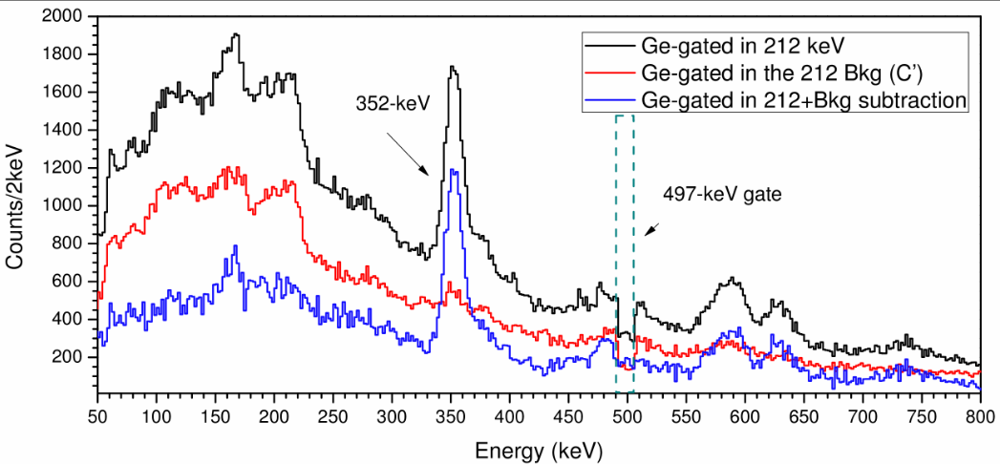 2000
1800
1600
1400
1200
1000
800
600
400
200
Counts/2keV
Ge-gated in 212 keV
Ge-gated in the 212 Bkg (C')
Ge-gated in 212+Bkg subtraction
352-keV
497-keV gate
50 100 150 200 250 300 350 400 450 500 550 600 650 700 750 800
Energy (keV)